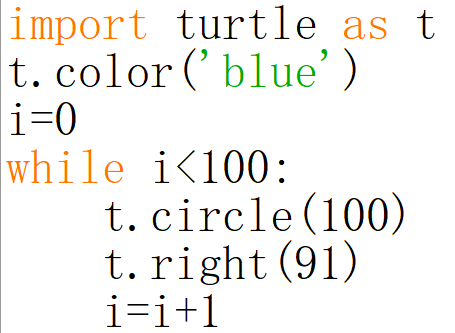 import turtle as t
t.color('blue')
i=0
while i<100:
    t.circle(100)
    t.right(91)
    i=i+1